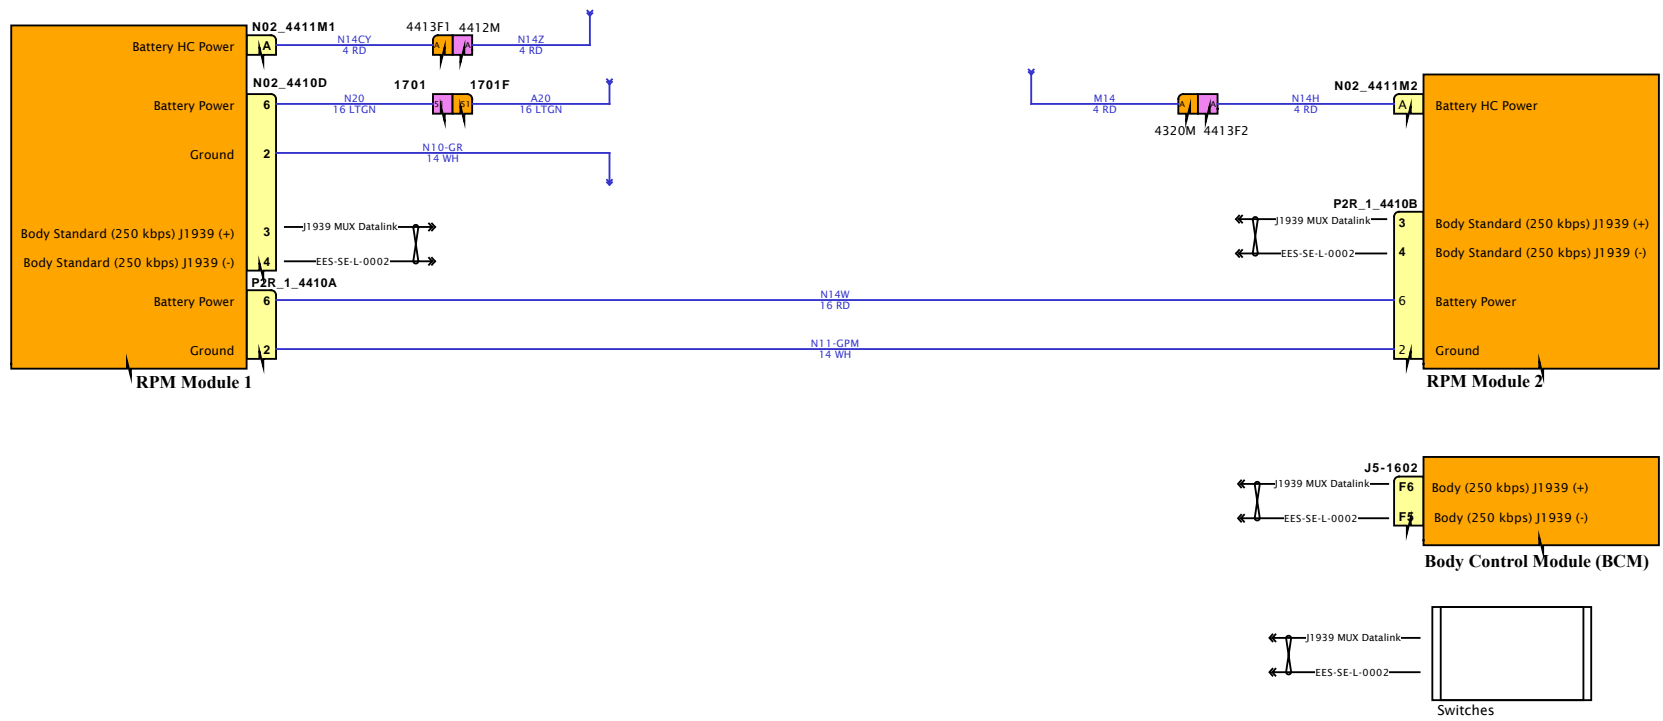 N02_4411M1
4413F1 4412M
Battery HC Power
A
N14CY
4 RD
A
A
N14Z
4 RD
N02_4410D
1701
1701F
Battery Power
6
N20
16 LTGN
51
51
A20
16 LTGN
Ground
2
N10-GR
14 WH
Body Standard (250 kbps) J1939 (+)
3
J1939 MUX Datalink
Body Standard (250 kbps) J1939 (-)
4
EES-SE-L-0002
P2R_1_4410A
Battery Power
6
N14W
16 RD
Ground
2
N11-GPM
14 WH
RPM Module 1
N02_4411M2
M14
4 RD
A
A
N14H
4 RD
A
Battery HC Power
4320M 4413F2
P2R_1_4410B
J1939 MUX Datalink
3
Body Standard (250 kbps) J1939 (+)
EES-SE-L-0002
4
Body Standard (250 kbps) J1939 (-)
6
Battery Power
2
Ground
RPM Module 2
J5-1602
J1939 MUX Datalink
F6
Body (250 kbps) J1939 (+)
EES-SE-L-0002
F5
Body (250 kbps) J1939 (-)
Body Control Module (BCM)
J1939 MUX Datalink
EES-SE-L-0002
Switches